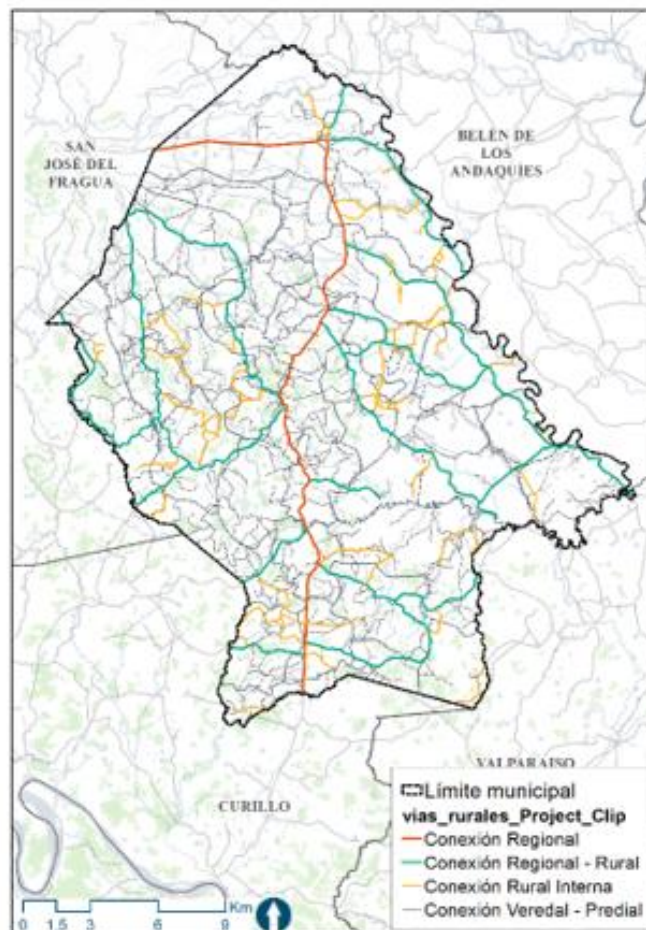 SAN
JOSÉ DEL
FRAGUA
BELÉN DE
LOS
ANDAQUÍES
VALPARAISO
CURILLO
Límite municipal
vias_rurales_Project_Clip
Conexión Regional
Conexión Regional - Rural
Conexión Rural Interna
Conexión Veredal - Predial
Km
0 1.5 3 6 9